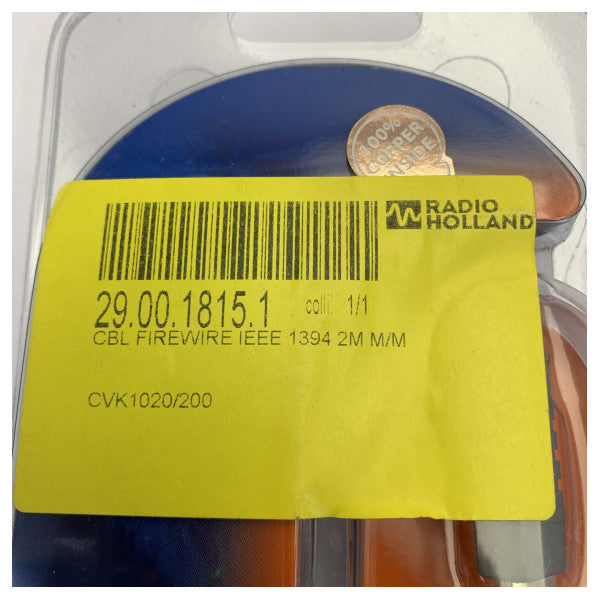 100%
COPPER
INSIDE
RADIO
HOLLAND
29.00.1815.1 colli: 1/1
CBL FIREWIRE IEEE 1394 2M M/M
CVK1020/200